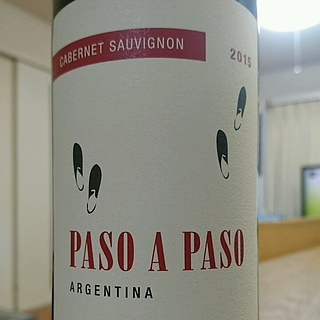 CABERNET SAUVIGNON
2015
PASO A PASO
ARGENTINA